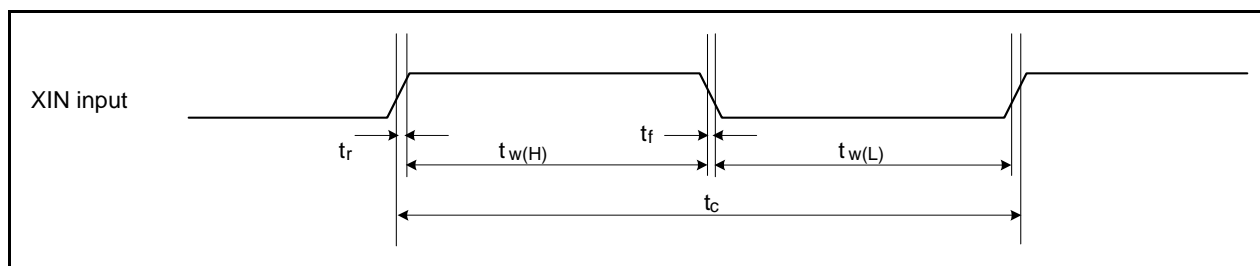 XIN input
tr
tw(H)
tf
tw(L)
tc